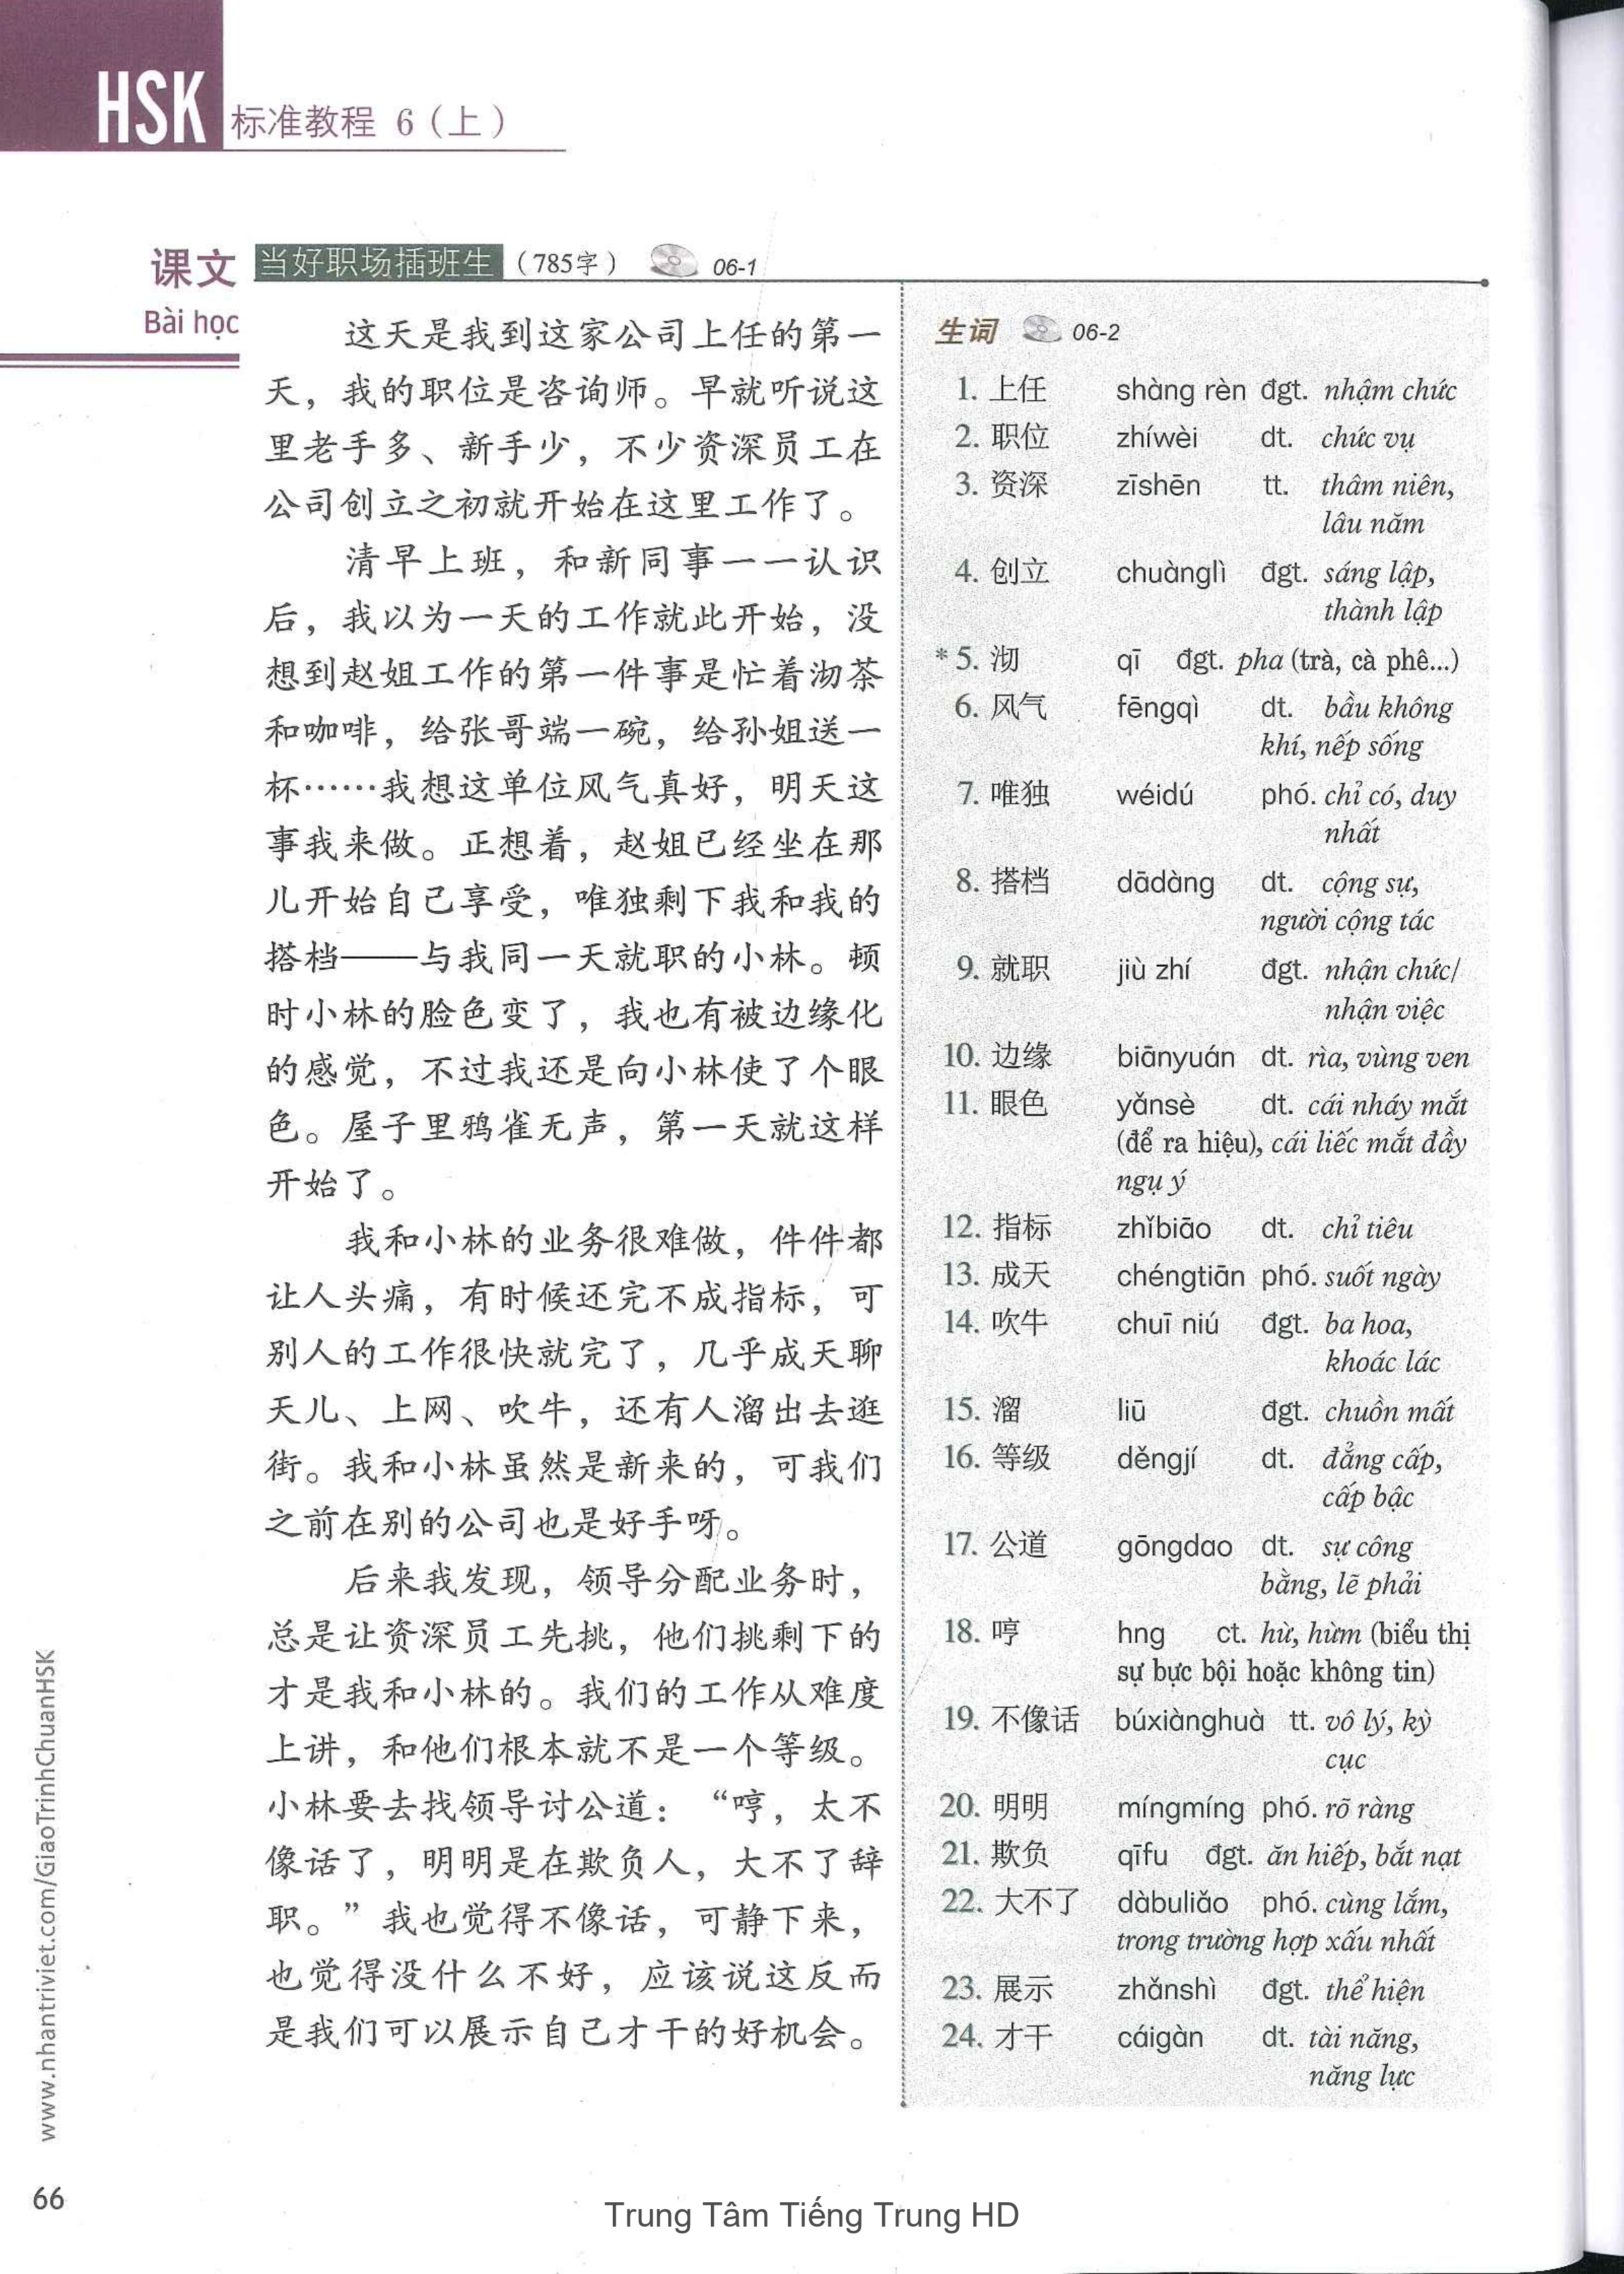 HSK 标准教程 6（上）
课文 当好职场插班生（785字） 06-1
Bài học
这天是我到这家公司上任的第一
天，我的职位是咨询师。早就听说这
里老手多、新手少，不少资深员工在
公司创立之初就开始在这里工作了。
清早上班，和新同事一一认识
后，我以为一天的工作就此开始，没
想到赵姐工作的第一件事是忙着沏茶
和咖啡，给张哥端一碗，给孙姐送一
杯……我想这单位风气真好，明天这
事我来做。正想着，赵姐已经坐在那
儿开始自己享受，唯独剩下我和我的
搭档——与我同一天就职的小林。顿
时小林的脸色变了，我也有被边缘化
的感觉，不过我还是向小林使了个眼
色。屋子里鸦雀无声，第一天就这样
开始了。
我和小林的业务很难做，件件都
让人头痛，有时候还完不成指标，可
别人的工作很快就完了，几乎成天聊
天儿、上网、吹牛，还有人溜出去逛
街。我和小林虽然是新来的，可我们
之前在别的公司也是好手呀。
后来我发现，领导分配业务时，
总是让资深员工先挑，他们挑剩下的
才是我和小林的。我们的工作从难度
上讲，和他们根本就不是一个等级。
小林要去找领导讨公道：“哼，太不
像话了，明明是在欺负人，大不了辞
职。”我也觉得不像话，可静下来，
也觉得没什么不好，应该说这反而
是我们可以展示自己才干的好机会。
生词 06-2
1. 上任 shàng rèn đgt. nhậm chức
2. 职位 zhíwèi dt. chức vụ
3. 资深 zīshēn tt. thâm niên,
lâu năm
4. 创立 chuànglì đgt. sáng lập,
thành lập
*5. 沏 qī đgt. pha (trà, cà phê...)
6. 风气 fēngqì dt. bầu không
khí, nếp sống
7. 唯独 wéidú phó. chỉ có, duy
nhất
8. 搭档 dādàng dt. cộng sự,
người cộng tác
9. 就职 jiù zhí đgt. nhận chức/
nhận việc
10. 边缘 biānyuán dt. rìa, vùng ven
11. 眼色 yǎnsè dt. cái nháy mắt
(để ra hiệu), cái liếc mắt đầy
ngụ ý
12. 指标 zhǐbiāo dt. chỉ tiêu
13. 成天 chéngtiān phó. suốt ngày
14. 吹牛 chuī niú đgt. ba hoa,
khoác lác
15. 溜 liū đgt. chuồn mất
16. 等级 děngjí dt. đẳng cấp,
cấp bậc
17. 公道 gōngdao dt. sự công
bằng, lẽ phải
18. 哼 hng ct. hừ, hừm (biểu thị
sự bực bội hoặc không tin)
19. 不像话 búxiànghuà tt. vô lý, kỳ
cục
20. 明明 míngmíng phó. rõ ràng
21. 欺负 qīfu đgt. ăn hiếp, bắt nạt
22. 大不了 dàbuliǎo phó. cùng lắm,
trong trường hợp xấu nhất
23. 展示 zhǎnshì đgt. thể hiện
24. 才干 cáigàn dt. tài năng,
năng lực
www.nhantriviet.com/GiaoTrinhChuanHSK
66
Trung Tâm Tiếng Trung HD